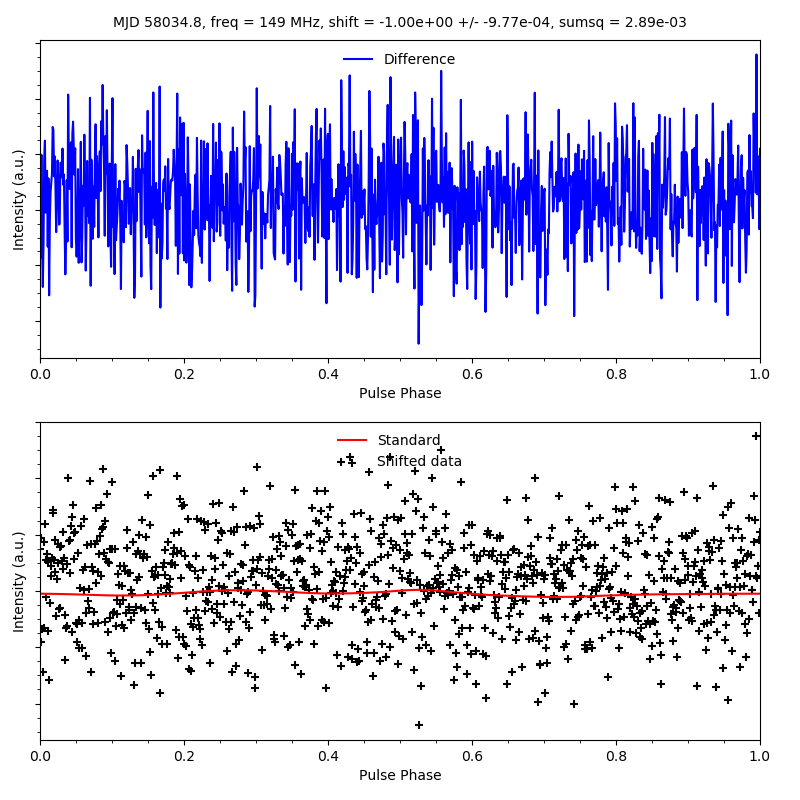 MJD 58034.8, freq = 149 MHz, shift = -1.00e+00 +/- -9.77e-04, sumsq = 2.89e-03
Difference
Intensity (a.u.)
0.0 0.2 0.4 0.6 0.8 1.0
Pulse Phase
Standard
Shifted data
Intensity (a.u.)
0.0 0.2 0.4 0.6 0.8 1.0
Pulse Phase